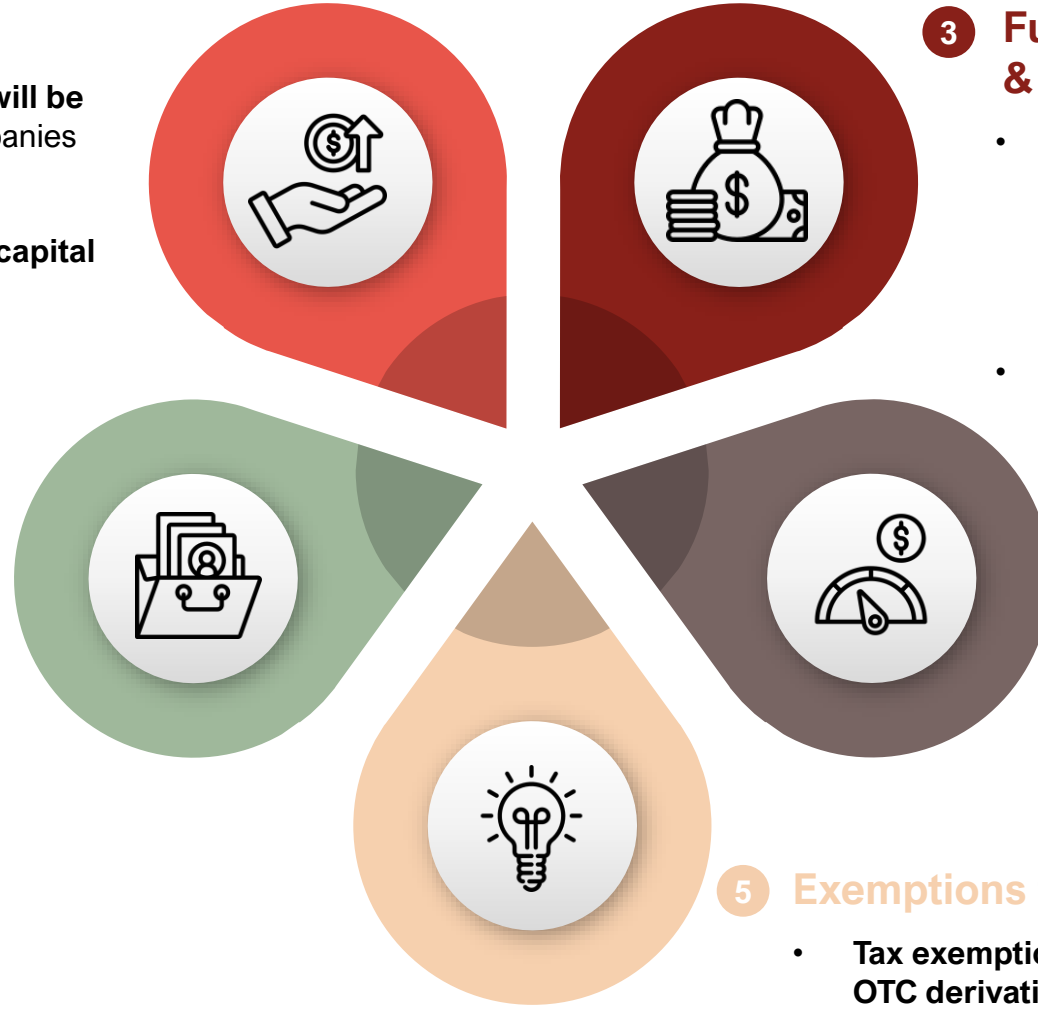 will be
panies
capital
3 Fu
&
5 Exemptions
• Tax exemptio
OTC derivati